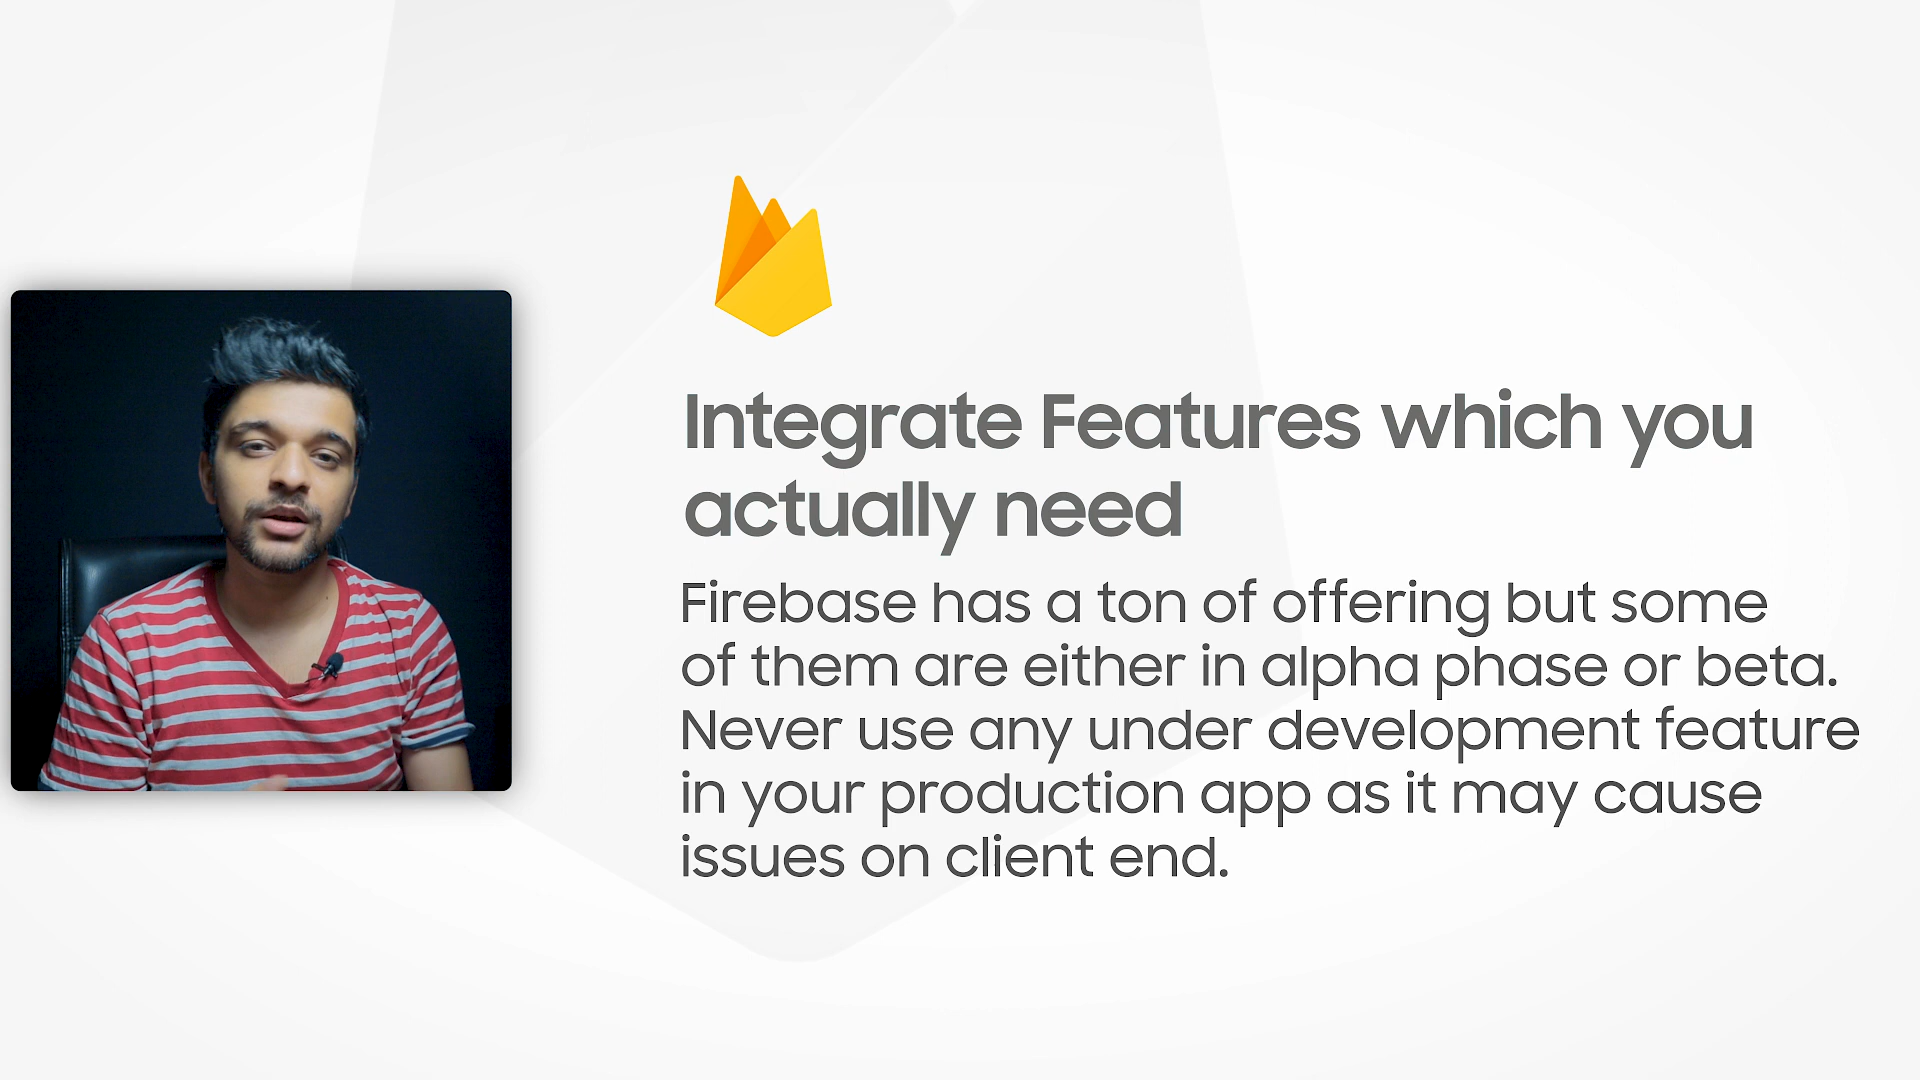 Integrate Features which you
actually need
Firebase has a ton of offering but some
of them are either in alpha phase or beta.
Never use any under development feature
in your production app as it may cause
issues on client end.